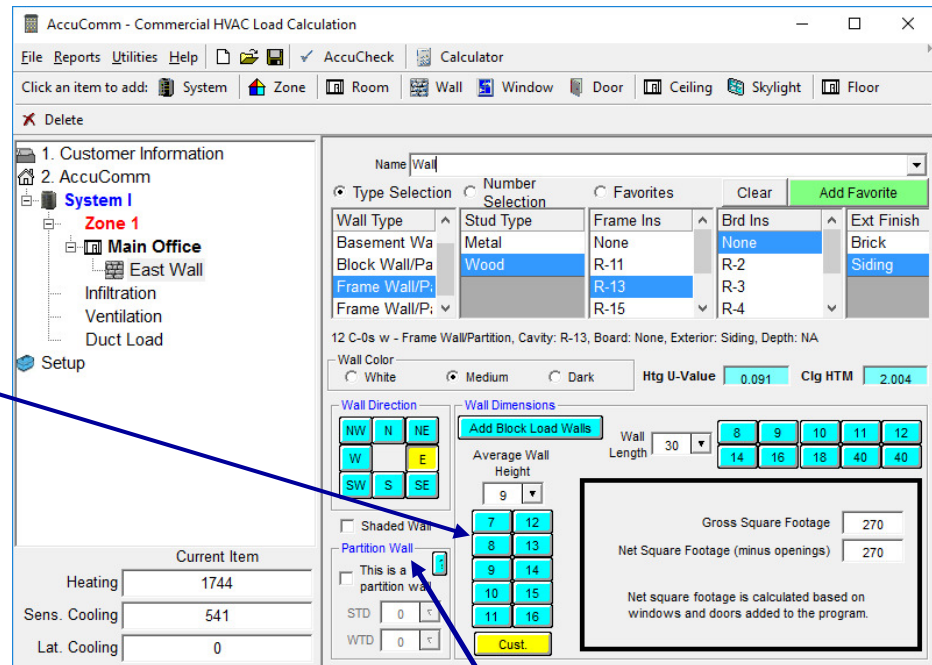 AccuComm - Commercial HVAC Load Calculation
File Reports Utilities Help AccuCheck Calculator
Click an item to add: System Zone Room Wall Window Door Ceiling Skylight Floor
Delete
1. Customer Information
2. AccuComm
System I
Zone 1
Main Office
East Wall
Infiltration
Ventilation
Duct Load
Setup
Current Item
Heating 1744
Sens. Cooling 541
Lat. Cooling 0
Name Wall
Type Selection Number Selection Favorites Clear Add Favorite
Wall Type Stud Type Frame Ins Brd Ins Ext Finish
Basement Wa Metal None None Brick
Block Wall/Pa Wood R-11 R-2 Siding
Frame Wall/Pa R-13 R-3
Frame Wall/Pa R-15 R-4
12 C-0s w - Frame Wall/Partition, Cavity: R-13, Board: None, Exterior: Siding, Depth: NA
Wall Color
White Medium Dark Htg U-Value 0.091 Clg HTM 2.004
Wall Direction
NW N NE
W E
SW S SE
Shaded Wall
Partition Wall
?
This is a
partition wall
STD 0
WTD 0
Wall Dimensions
Add Block Load Walls
Wall
Length 30
8 9 10 11 12
14 16 18 40 40
Average Wall
Height
9
7 12
8 13
9 14
10 15
11 16
Cust.
Gross Square Footage 270
Net Square Footage (minus openings) 270
Net square footage is calculated based on
windows and doors added to the program.